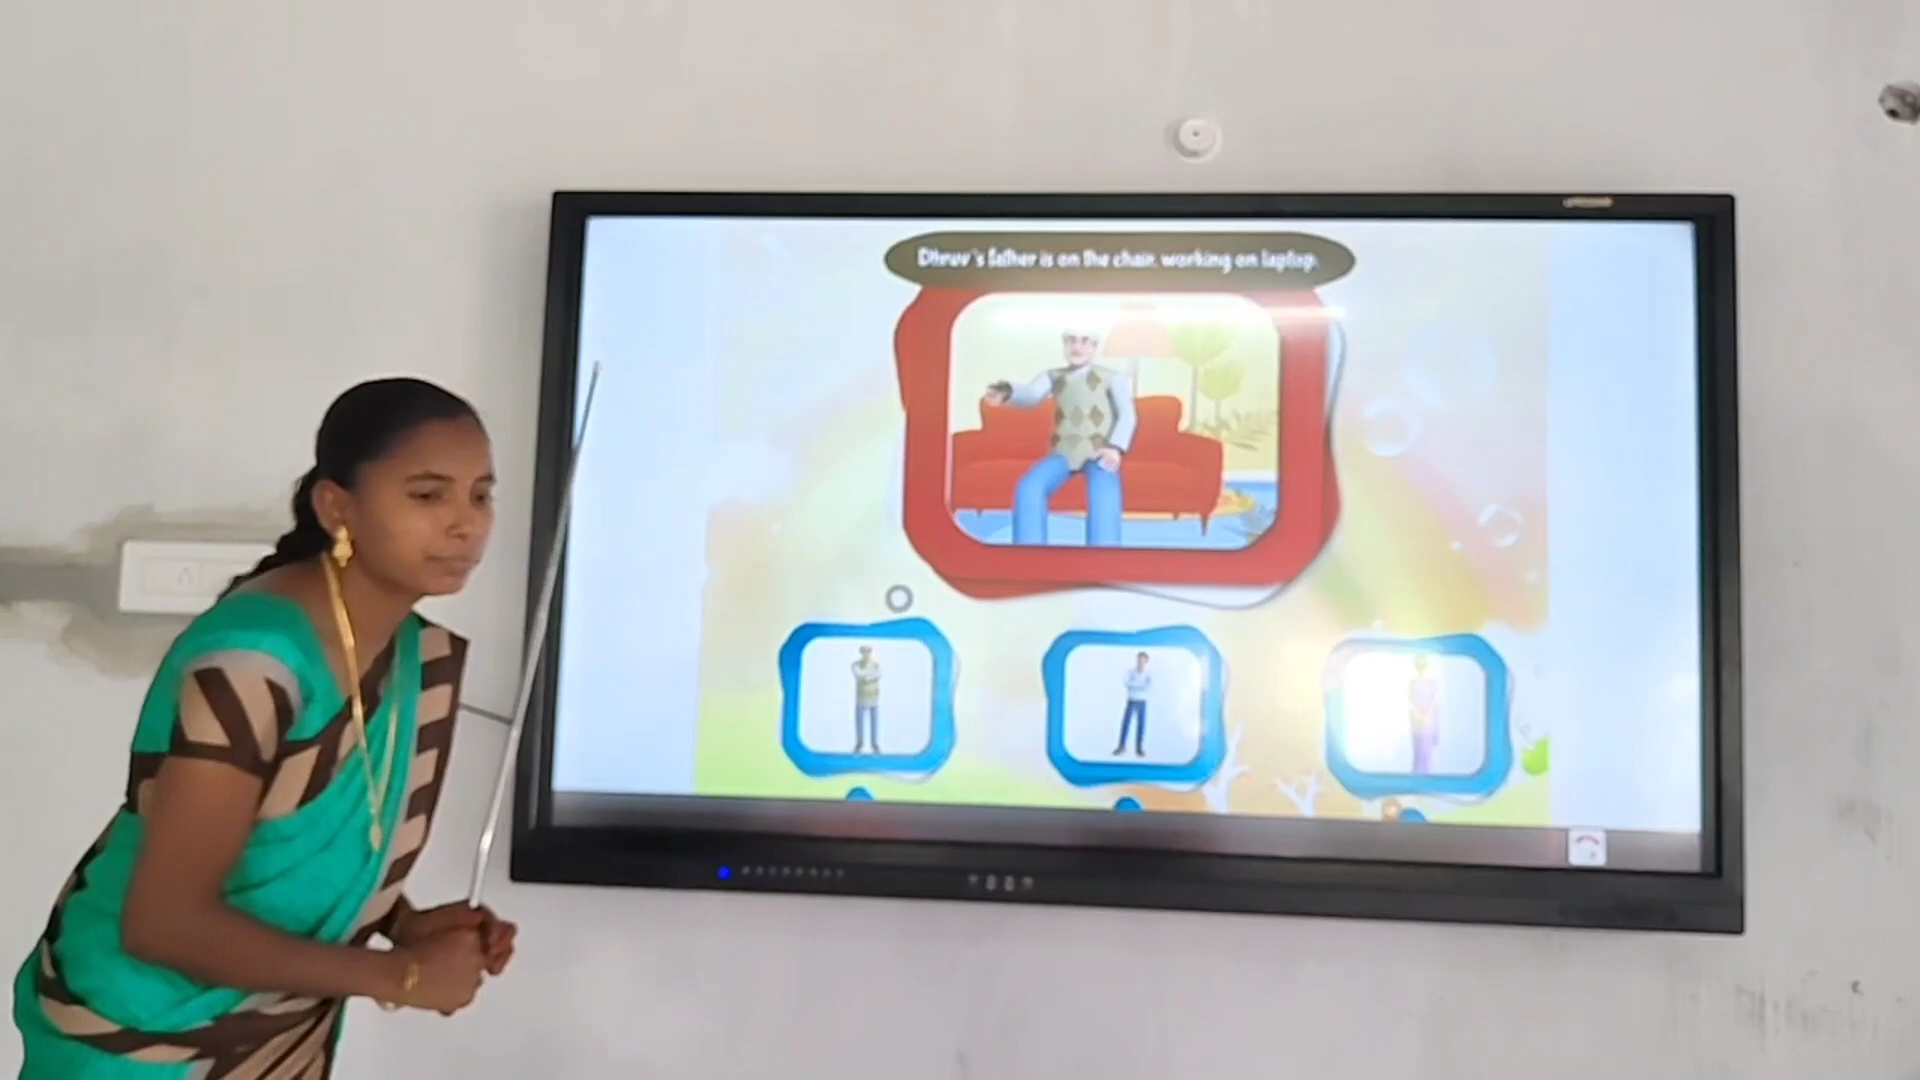 Dhruv's father is on the chair, working on laptop.